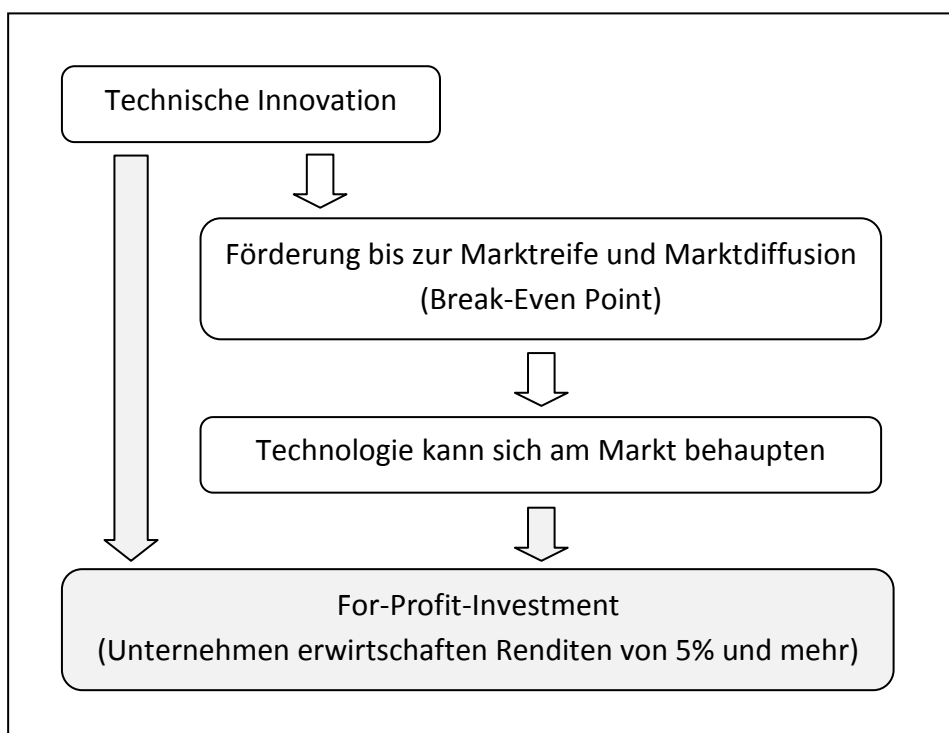 Technische Innovation
Förderung bis zur Marktreife und Marktdiffusion
(Break-Even Point)
Technologie kann sich am Markt behaupten
For-Profit-Investment
(Unternehmen erwirtschaften Renditen von 5% und mehr)